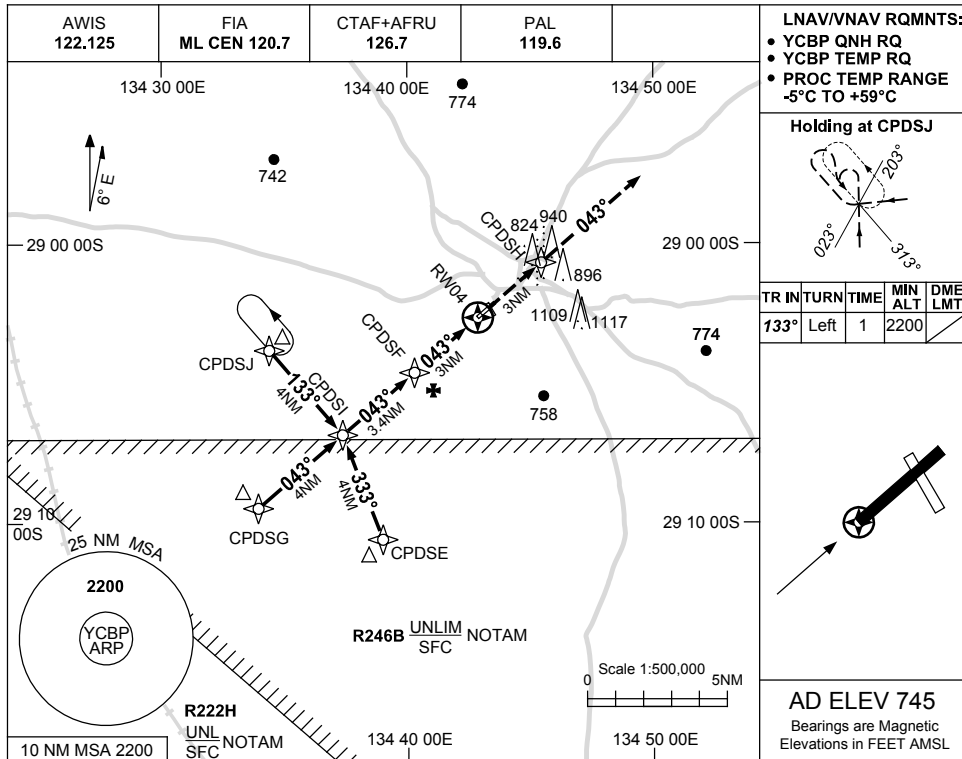 AWIS
122.125
FIA
ML CEN 120.7
CTAF+AFRU
126.7
PAL
119.6
LNAV/VNAV RQMNTS:
• YCBP QNH RQ
• YCBP TEMP RQ
• PROC TEMP RANGE
-5°C TO +59°C
Holding at CPDSJ
203°
023°
313°
TR IN TURN TIME MIN ALT DME LMT
133° Left 1 2200
134 30 00E
134 40 00E
134 50 00E
774
742
6° E
29 00 00S
29 00 00S
824
940
896
1109
1117
CPDSH
043°
RW04
3NM
CPDSF
043°
3NM
CPDSJ
133°
4NM
CPDSI
043°
3.4NM
774
758
043°
4NM
333°
4NM
CPDSG
CPDSE
29 10
00S
29 10 00S
25 NM MSA
2200
YCBP
ARP
R246B UNLIM
SFC
NOTAM
R222H
UNL
SFC
NOTAM
Scale 1:500,000
0
5NM
10 NM MSA 2200
134 40 00E
134 50 00E
AD ELEV 745
Bearings are Magnetic
Elevations in FEET AMSL